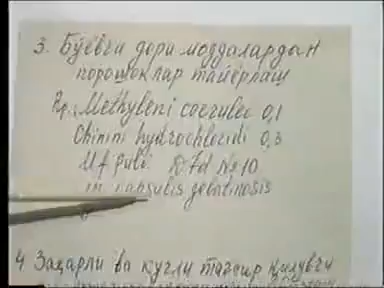 3. Бўёвчи дори моддалардан
порошоклар тайёрлаш
Rp.: Methyleni coerulei 0,1
Chinini hydrochloridi 0,3
M f pulv. D t d № 10
in capsulis gelatinosis
4 Заҳарли ва кучли таъсир қилувчи